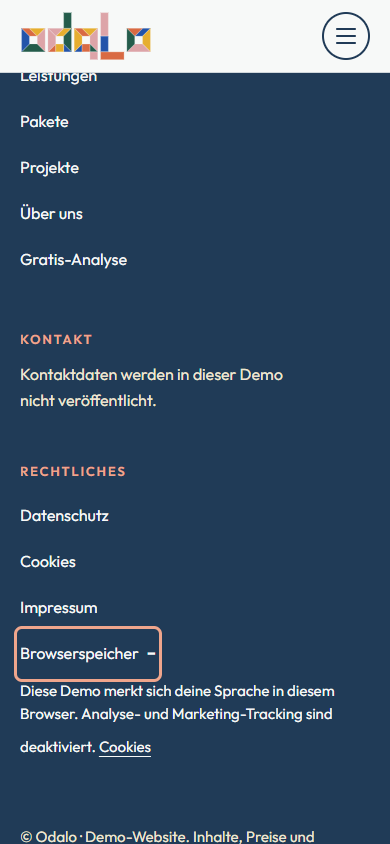 odalo
Leistungen
Pakete
Projekte
Über uns
Gratis-Analyse
KONTAKT
Kontaktdaten werden in dieser Demo
nicht veröffentlicht.
RECHTLICHES
Datenschutz
Cookies
Impressum
Browserspeicher –
Diese Demo merkt sich deine Sprache in diesem
Browser. Analyse- und Marketing-Tracking sind
deaktiviert. Cookies
© Odalo · Demo-Website. Inhalte, Preise und